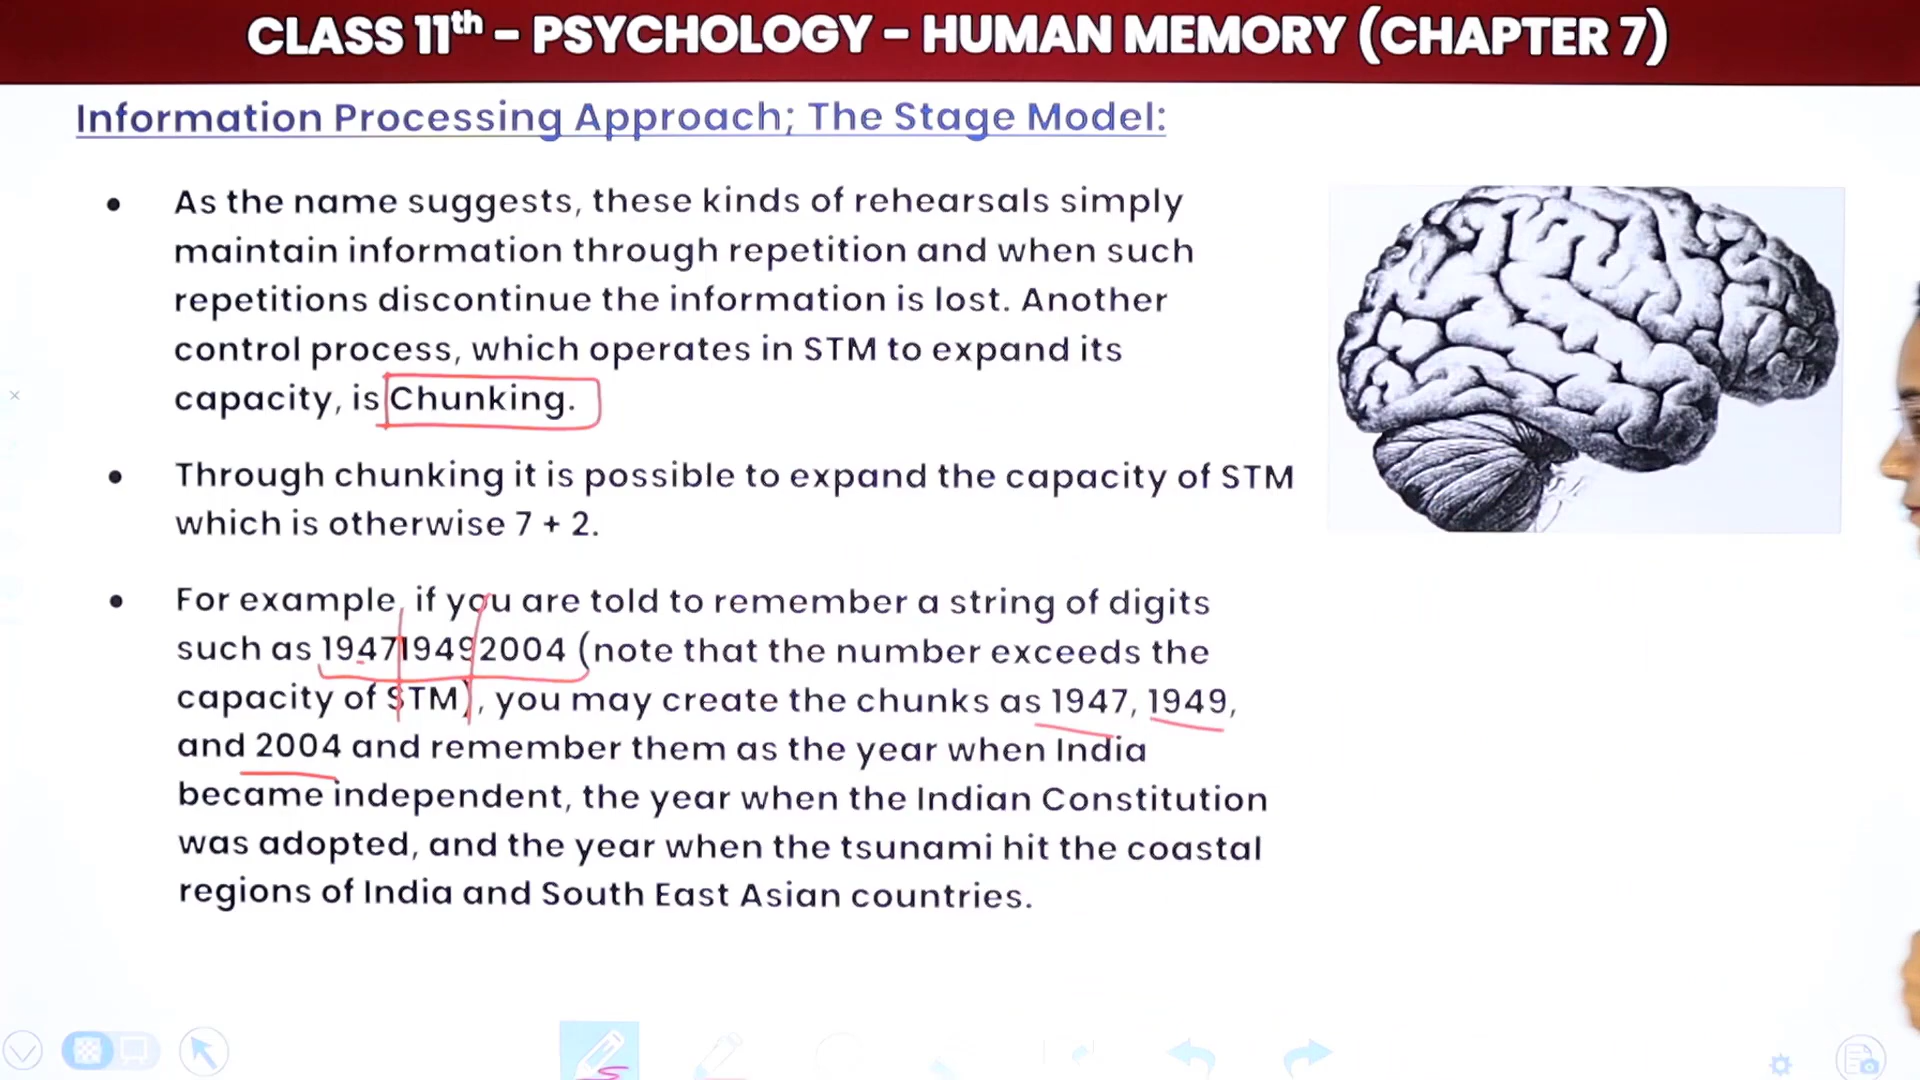 CLASS 11th – PSYCHOLOGY – HUMAN MEMORY (CHAPTER 7)
Information Processing Approach; The Stage Model:
• As the name suggests, these kinds of rehearsals simply
maintain information through repetition and when such
repetitions discontinue the information is lost. Another
control process, which operates in STM to expand its
capacity, is Chunking.
• Through chunking it is possible to expand the capacity of STM
which is otherwise 7 + 2.
• For example, if you are told to remember a string of digits
such as 194719492004 (note that the number exceeds the
capacity of STM), you may create the chunks as 1947, 1949,
and 2004 and remember them as the year when India
became independent, the year when the Indian Constitution
was adopted, and the year when the tsunami hit the coastal
regions of India and South East Asian countries.